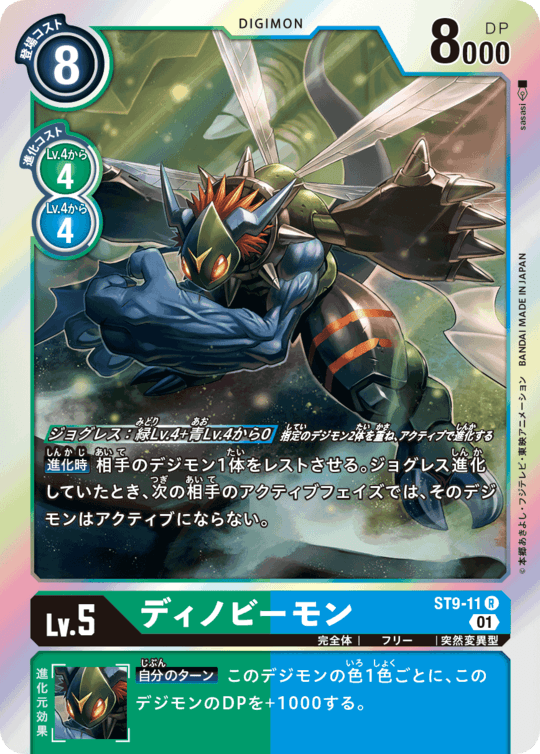 登場コスト
8
DIGIMON
8000
DP
sasasi
進化コスト
Lv.4から
4
Lv.4から
4
©本郷あきよし・フジテレビ・東映アニメーション BANDAI MADE IN JAPAN
ジョグレス:緑Lv.4+青Lv.4から0 指定のデジモン2体を重ね、アクティブで進化する
進化時 相手のデジモン1体をレストさせる。ジョグレス進化
していたとき、次の相手のアクティブフェイズでは、そのデジ
モンはアクティブにならない。
Lv.5
ディノビーモン
ST9-11 R
01
完全体 | フリー | 突然変異型
進化元効果
自分のターン このデジモンの色1色ごとに、この
デジモンのDPを+1000する。